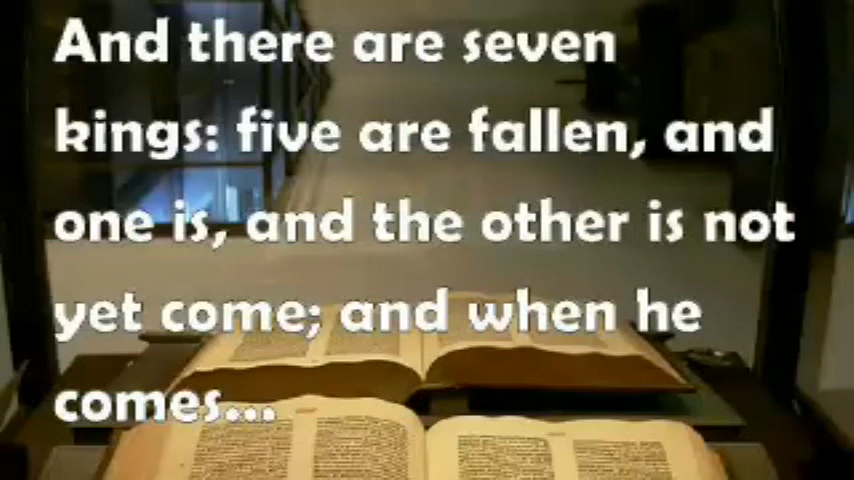 And there are seven
kings: five are fallen, and
one is, and the other is not
yet come; and when he
comes...